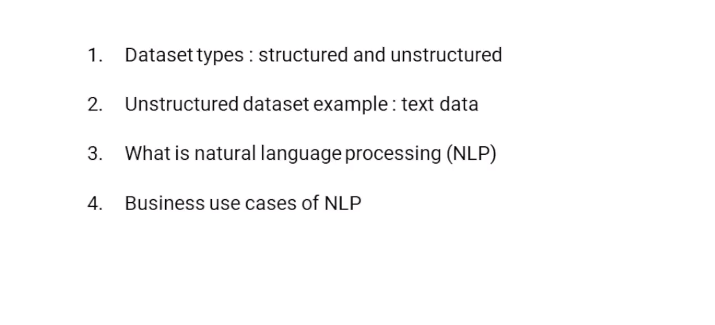 1. Dataset types : structured and unstructured
2. Unstructured dataset example : text data
3. What is natural language processing (NLP)
4. Business use cases of NLP